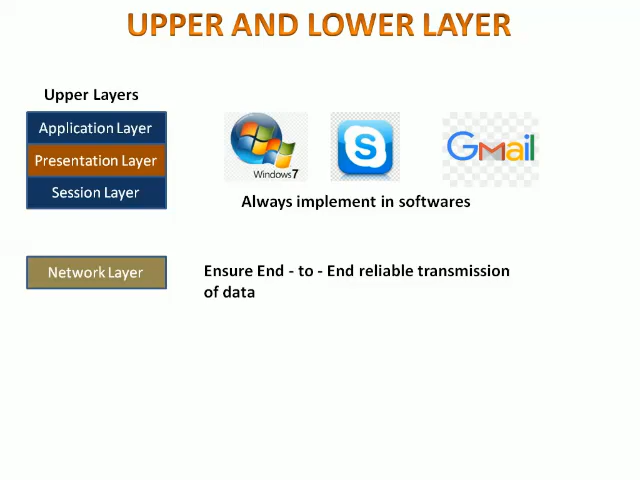 UPPER AND LOWER LAYER
Upper Layers
Application Layer
Presentation Layer
Session Layer
Windows 7
S
Gmail
Always implement in softwares
Network Layer
Ensure End - to - End reliable transmission
of data